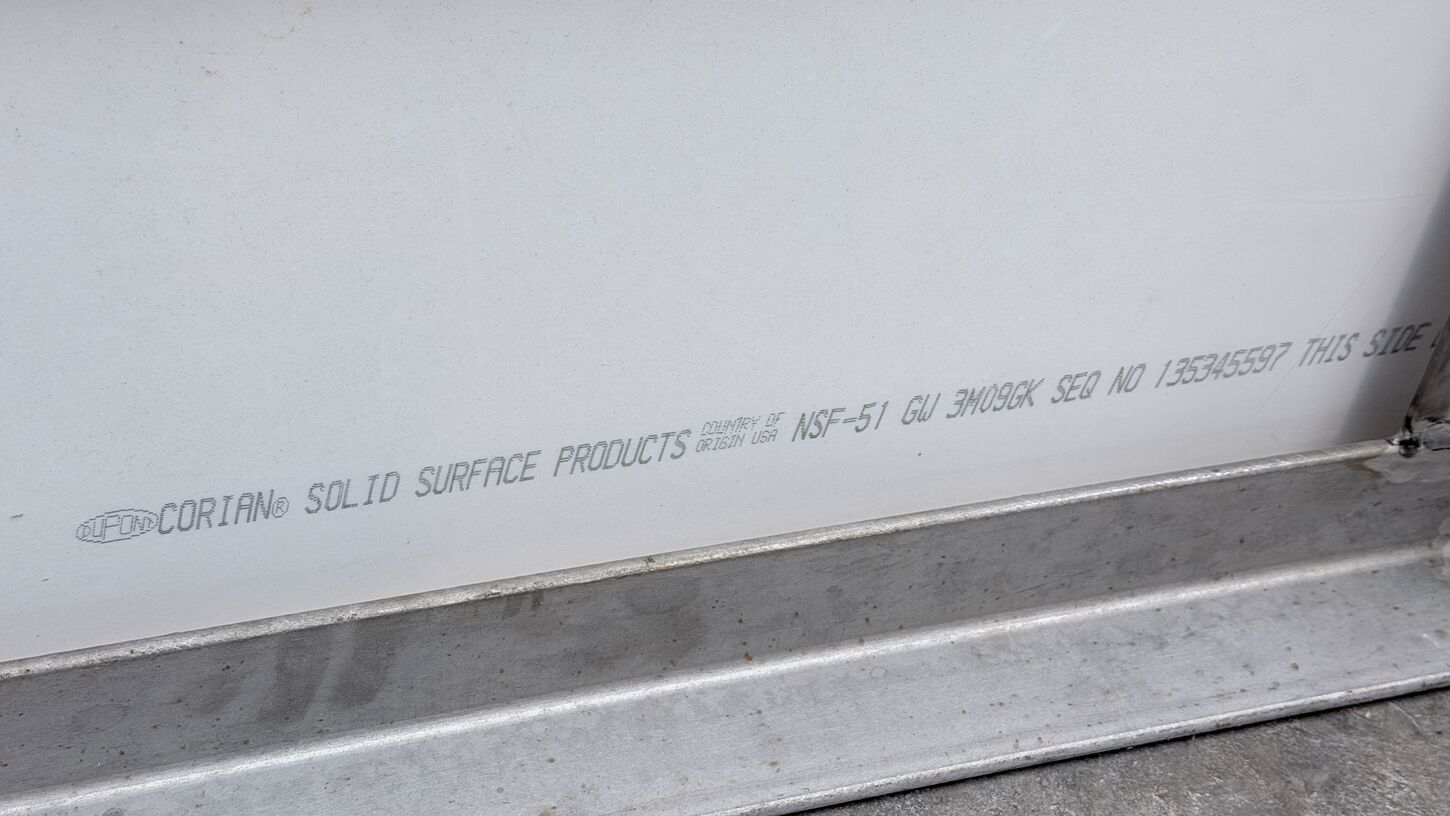 DUPONT CORIAN® SOLID SURFACE PRODUCTS COUNTRY OF ORIGIN USA NSF-51 GW 3M09GK SEQ NO 135345597 THIS SIDE